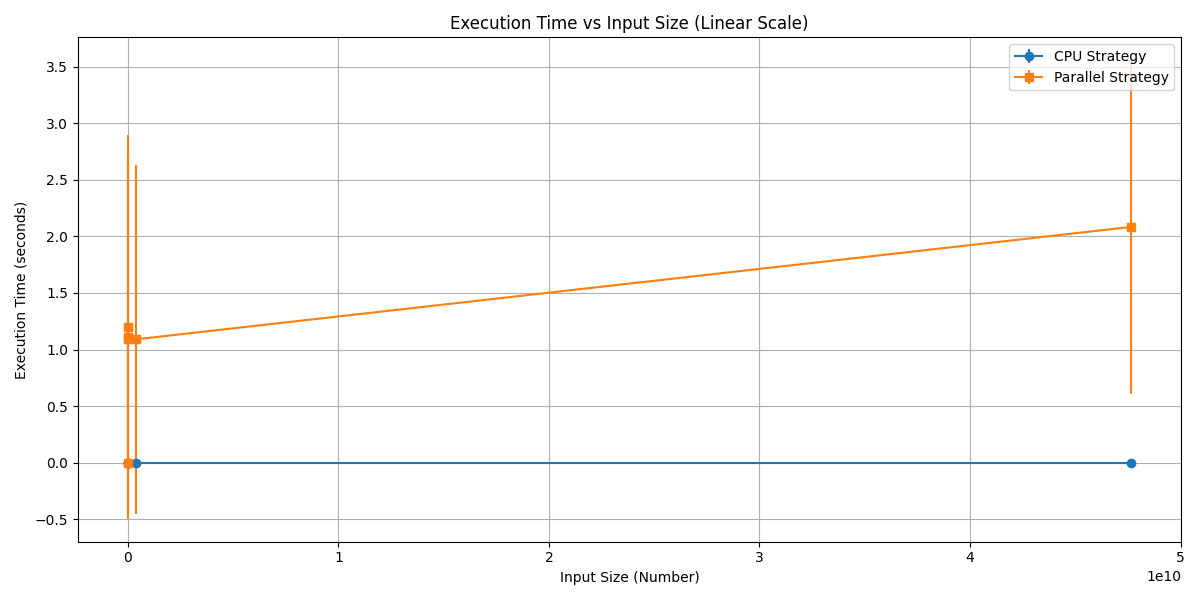 Execution Time vs Input Size (Linear Scale)
CPU Strategy
Parallel Strategy
Execution Time (seconds)
3.5
3.0
2.5
2.0
1.5
1.0
0.5
0.0
−0.5
0 1 2 3 4 5
1e10
Input Size (Number)